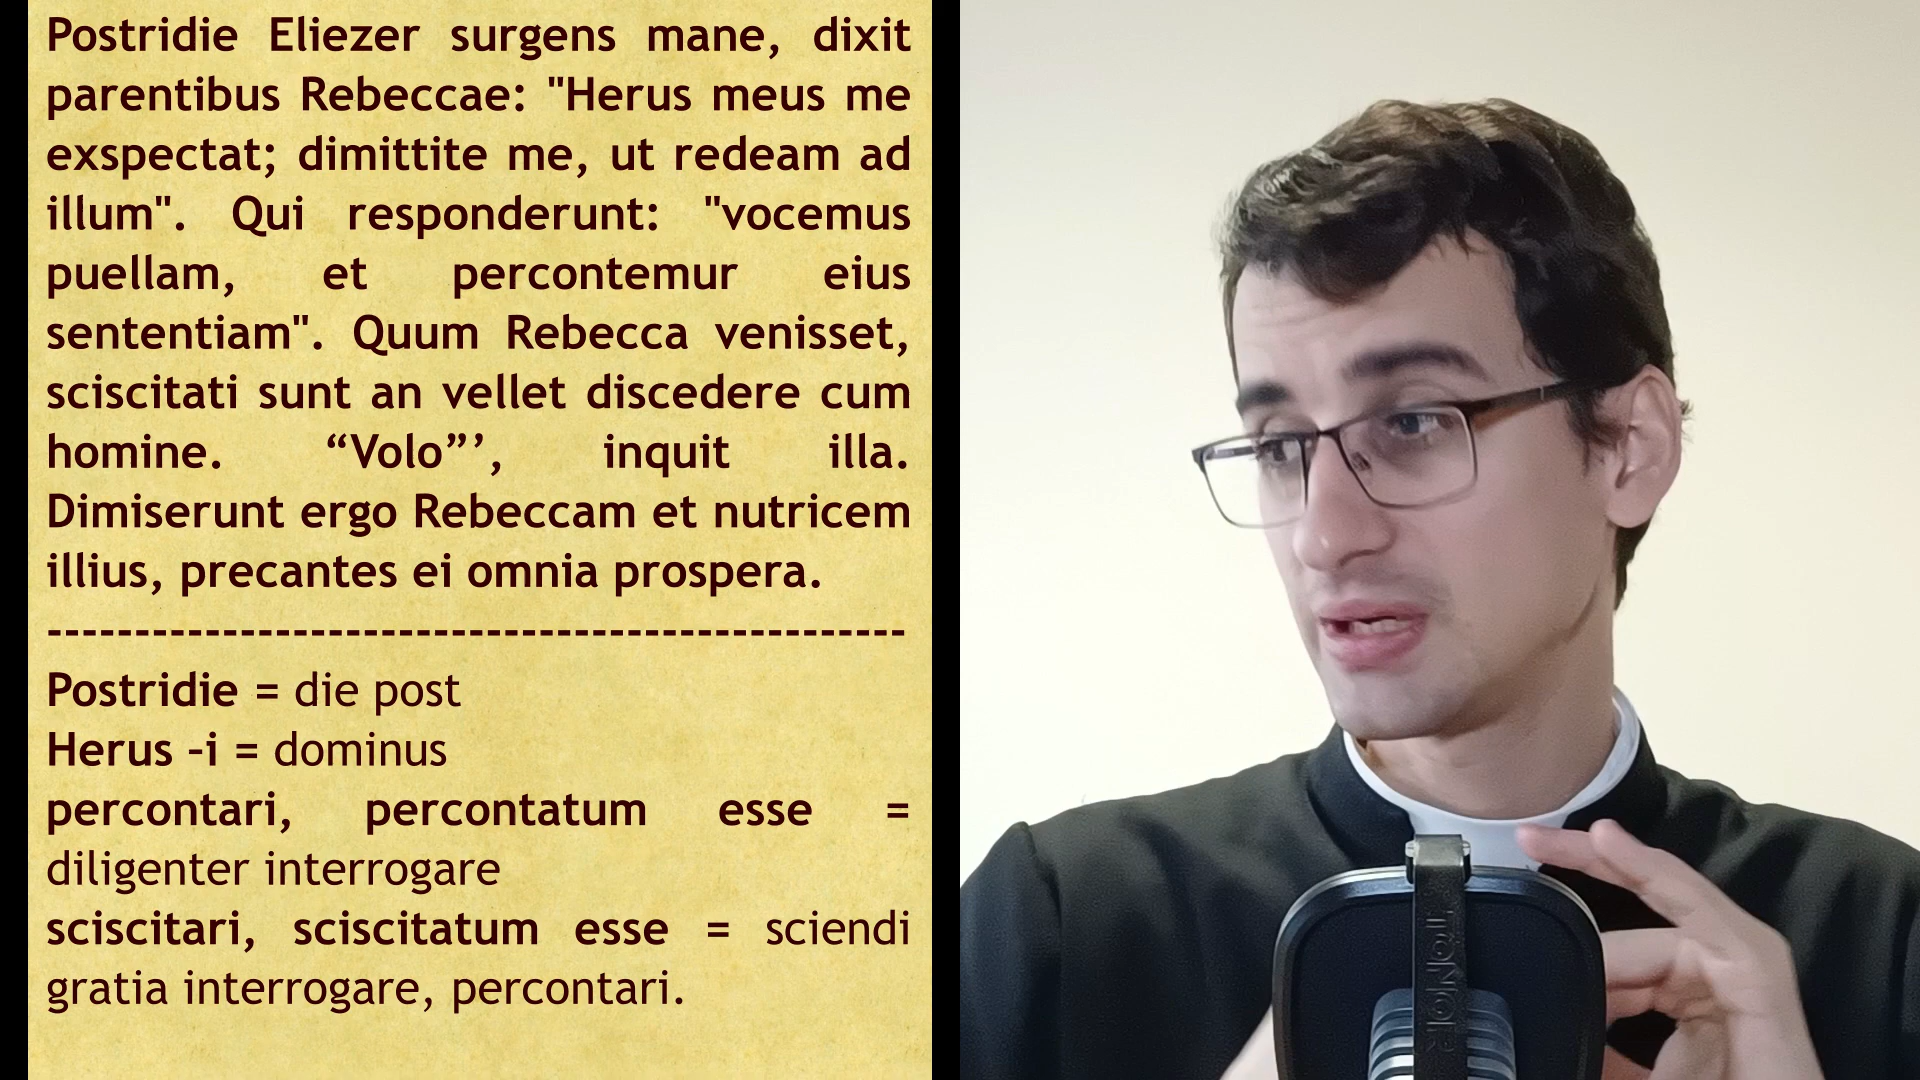 Postridie Eliezer surgens mane, dixit
parentibus Rebeccae: "Herus meus me
exspectat; dimittite me, ut redeam ad
illum". Qui responderunt: "vocemus
puellam, et percontemur eius
sententiam". Quum Rebecca venisset,
sciscitati sunt an vellet discedere cum
homine. “Volo”’, inquit illa.
Dimiserunt ergo Rebeccam et nutricem
illius, precantes ei omnia prospera.
--------------------------------------------------
Postridie = die post
Herus –i = dominus
percontari, percontatum esse =
diligenter interrogare
sciscitari, sciscitatum esse = sciendi
gratia interrogare, percontari.
TONOR